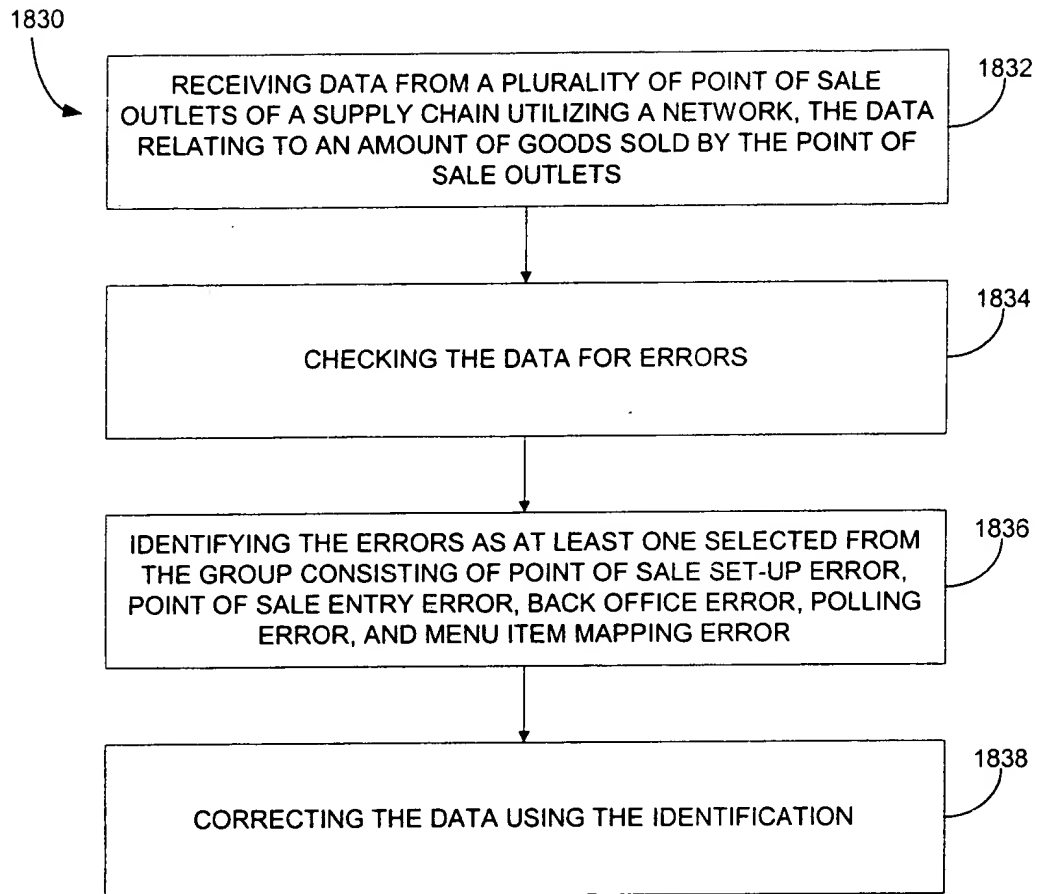 1830
RECEIVING DATA FROM A PLURALITY OF POINT OF SALE
OUTLETS OF A SUPPLY CHAIN UTILIZING A NETWORK, THE DATA
RELATING TO AN AMOUNT OF GOODS SOLD BY THE POINT OF
SALE OUTLETS
1832
CHECKING THE DATA FOR ERRORS
1834
IDENTIFYING THE ERRORS AS AT LEAST ONE SELECTED FROM
THE GROUP CONSISTING OF POINT OF SALE SET-UP ERROR,
POINT OF SALE ENTRY ERROR, BACK OFFICE ERROR, POLLING
ERROR, AND MENU ITEM MAPPING ERROR
1836
CORRECTING THE DATA USING THE IDENTIFICATION
1838